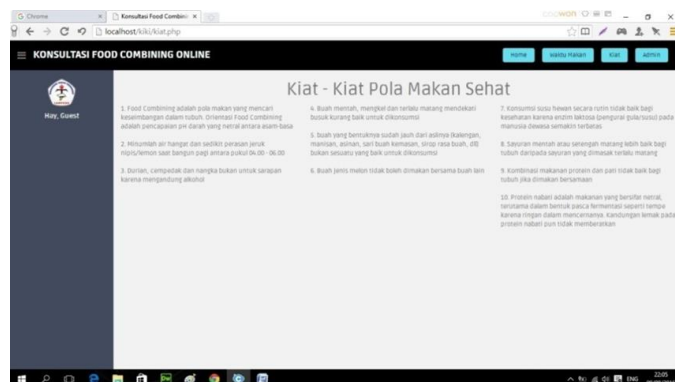 Chrome
Konsultasi Food Combini
localhost/kiki/kiat.php
KONSULTASI FOOD COMBINING ONLINE
Home
Waktu Makan
Kiat
Admin
Hay, Guest
Kiat - Kiat Pola Makan Sehat
1. Food Combining adalah pola makan yang mencari
keseimbangan dalam tubuh. Orientasi Food Combining
adalah pencapaian pH darah yang netral antara asam-basa
2. Minumlah air hangat dan sedikit perasan jeruk
nipis/lemon saat bangun pagi antara pukul 04.00 - 06.00
3. Durian, campedak dan nangka bukan untuk sarapan
karena mengandung alkohol
4. Buah mentah, mengkel dan terlalu matang mendekati
busuk kurang baik untuk dikonsumsi
5. buah yang bentuknya sudah jauh dari aslinya (kalengan,
manisan, asinan, sari buah kemasan, sirop rasa buah, dll)
bukan sesuatu yang baik untuk dikonsumsi
6. Buah jenis melon tidak boleh dimakan bersama buah lain
7. Konsumsi susu hewan secara rutin tidak baik bagi
kesehatan karena enzim laktosa (pengurai gula/susu) pada
manusia dewasa semakin terbatas
8. Sayuran mentah atau setengah matang lebih baik bagi
tubuh daripada sayuran yang dimasak terlalu matang
9. Kombinasi makanan protein dan pati tidak baik bagi
tubuh jika dimakan bersamaan
10. Protein nabati adalah makanan yang bersifat netral,
terutama dalam bentuk pasca fermentasi seperti tempe
karena ringan dalam mencernanya. Kandungan lemak pada
protein nabati pun tidak memberatkan
ENG
22:05